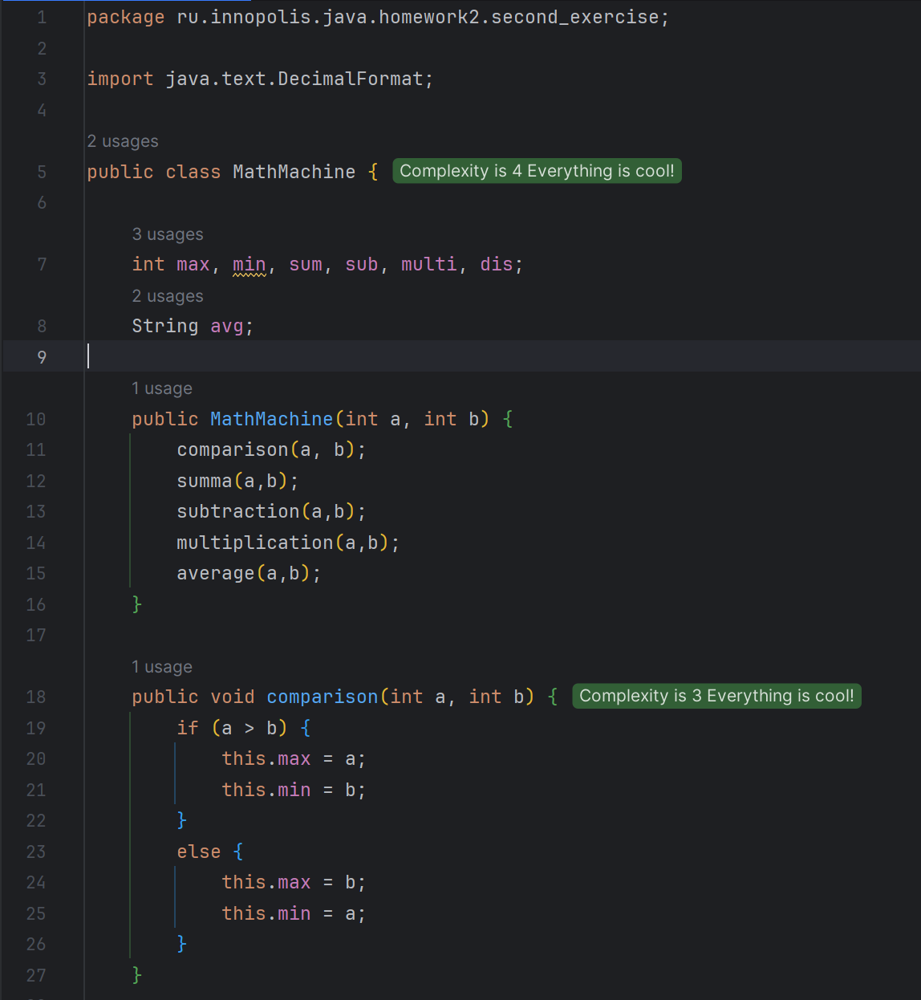 1 package ru.innopolis.java.homework2.second_exercise;
2
3 import java.text.DecimalFormat;
4
2 usages
5 public class MathMachine { Complexity is 4 Everything is cool!
6
3 usages
7 int max, min, sum, sub, multi, dis;
2 usages
8 String avg;
9
1 usage
10 public MathMachine(int a, int b) {
11 comparison(a, b);
12 summa(a,b);
13 subtraction(a,b);
14 multiplication(a,b);
15 average(a,b);
16 }
17
1 usage
18 public void comparison(int a, int b) { Complexity is 3 Everything is cool!
19 if (a > b) {
20 this.max = a;
21 this.min = b;
22 }
23 else {
24 this.max = b;
25 this.min = a;
26 }
27 }